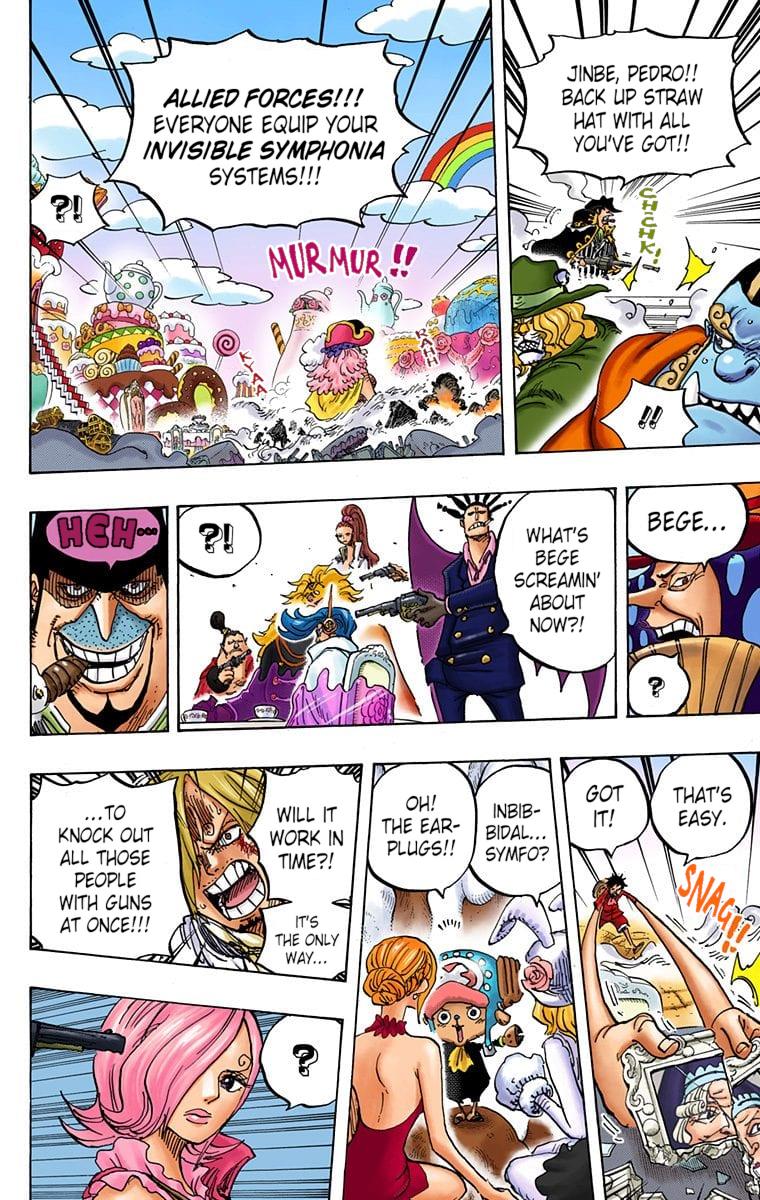 JINBE, PEDRO!!
BACK UP STRAW
HAT WITH ALL
YOU'VE GOT!!
CHCHK!
!!
ALLIED FORCES!!!
EVERYONE EQUIP YOUR
INVISIBLE SYMPHONIA
SYSTEMS!!!
?!
MURMUR!!
WAHH
KYAAA
BEGE...
?
WHAT'S
BEGE
SCREAMIN'
ABOUT
NOW?!
?!
HEH...
THAT'S
EASY.
GOT
IT!
SNAG!!
INBIB-
BIDAL...
SYMFO?
OH!
THE EAR-
PLUGS!!
WILL IT
WORK IN
TIME?!
IT'S
THE ONLY
WAY...
...TO
KNOCK OUT
ALL THOSE
PEOPLE
WITH GUNS
AT ONCE!!!
?